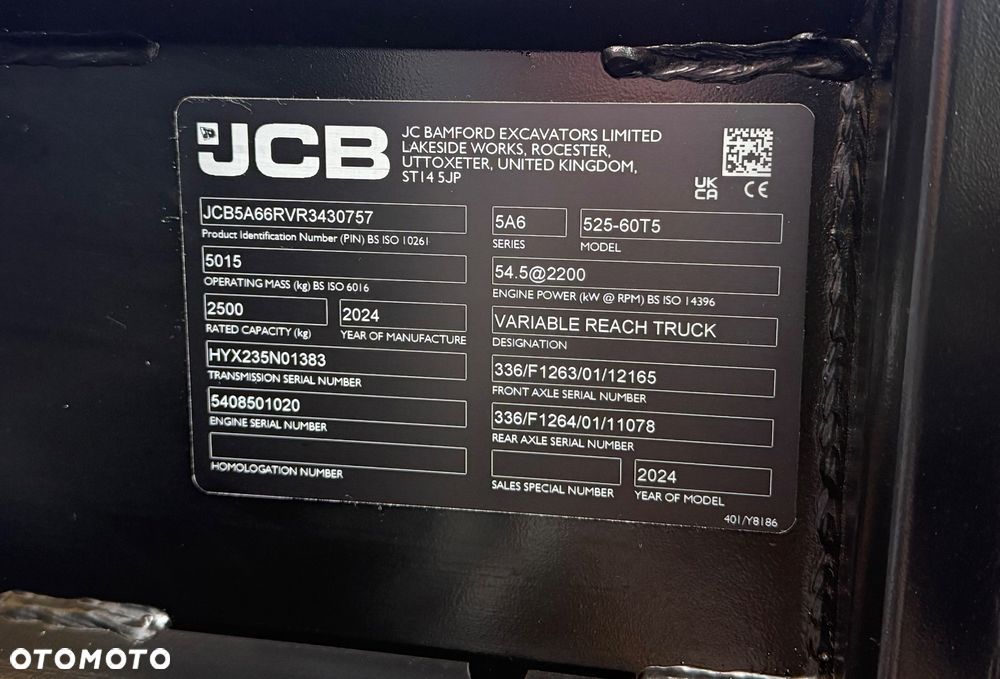 JCB
JC BAMFORD EXCAVATORS LIMITED
LAKESIDE WORKS, ROCESTER,
UTTOXETER, UNITED KINGDOM,
ST14 5JP
UK
CA
CE
JCB5A66RVR3430757
Product Identification Number (PIN) BS ISO 10261
5A6
SERIES
525-60T5
MODEL
5015
OPERATING MASS (kg) BS ISO 6016
54.5@2200
ENGINE POWER (kW @ RPM) BS ISO 14396
2500
RATED CAPACITY (kg)
2024
YEAR OF MANUFACTURE
VARIABLE REACH TRUCK
DESIGNATION
HYX235N01383
TRANSMISSION SERIAL NUMBER
336/F1263/01/12165
FRONT AXLE SERIAL NUMBER
5408501020
ENGINE SERIAL NUMBER
336/F1264/01/11078
REAR AXLE SERIAL NUMBER
HOMOLOGATION NUMBER
SALES SPECIAL NUMBER
2024
YEAR OF MODEL
401/Y8186
OTOMOTO